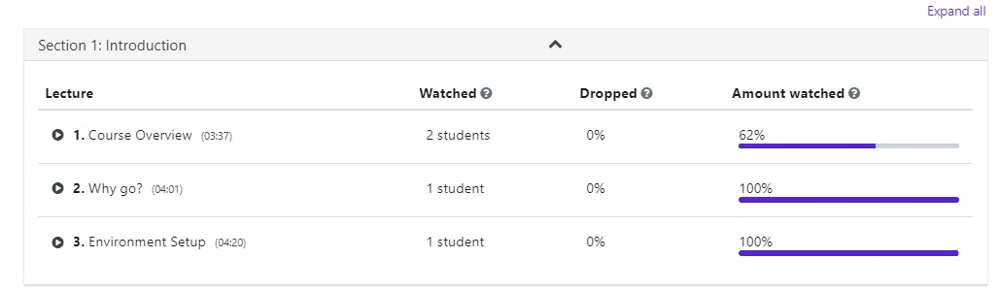 Expand all
Section 1: Introduction
Lecture Watched Dropped Amount watched
1. Course Overview (03:37) 2 students 0% 62%
2. Why go? (04:01) 1 student 0% 100%
3. Environment Setup (04:20) 1 student 0% 100%